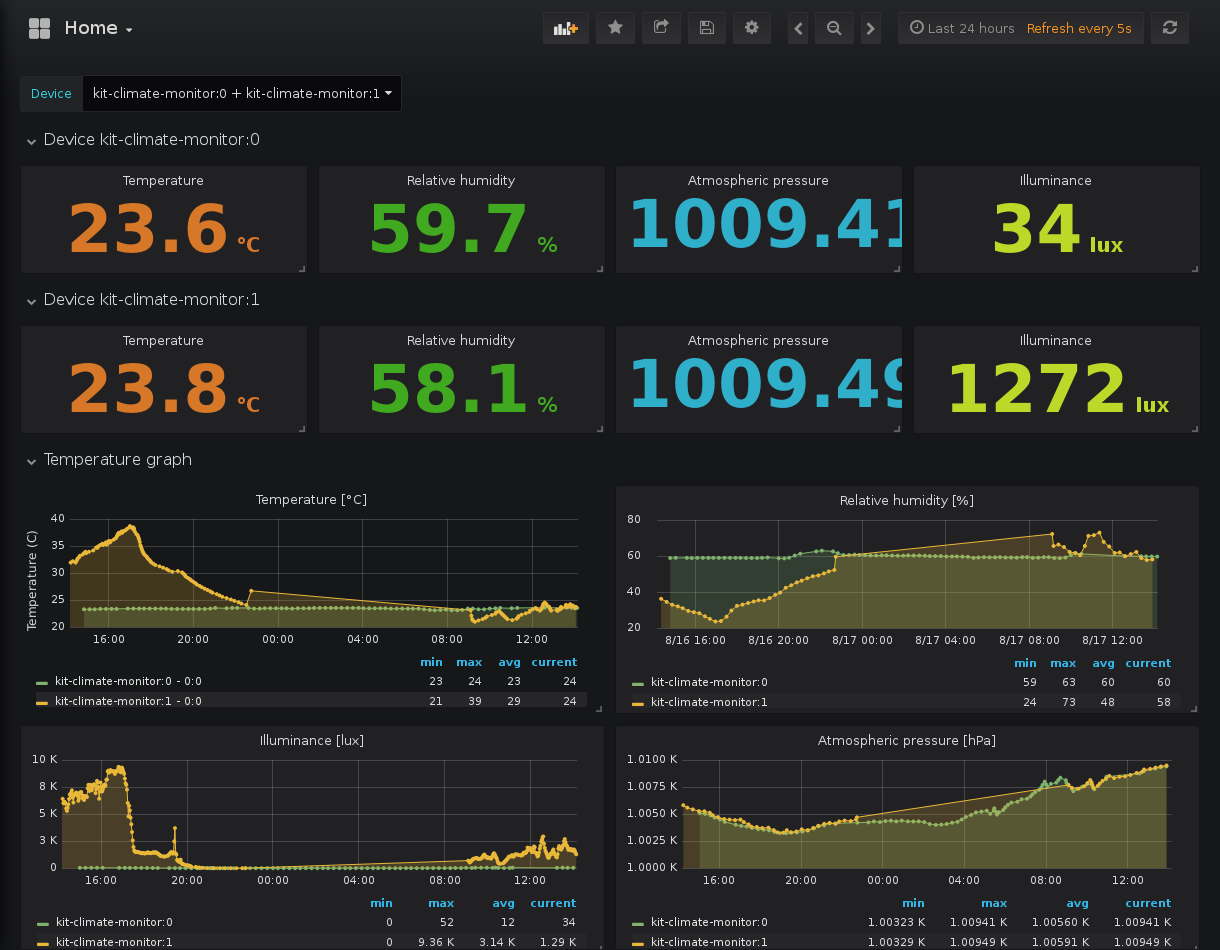 Home
Last 24 hours Refresh every 5s
Device kit-climate-monitor:0 + kit-climate-monitor:1
Device kit-climate-monitor:0
Temperature Relative humidity Atmospheric pressure Illuminance
23.6 °C 59.7 % 1009.41 34 lux
Device kit-climate-monitor:1
Temperature Relative humidity Atmospheric pressure Illuminance
23.8 °C 58.1 % 1009.49 1272 lux
Temperature graph
Temperature [°C]
Temperature (C)
40
35
30
25
20
16:00 20:00 00:00 04:00 08:00 12:00
min max avg current
kit-climate-monitor:0 - 0:0 23 24 23 24
kit-climate-monitor:1 - 0:0 21 39 29 24
Relative humidity [%]
80
60
40
20
8/16 16:00 8/16 20:00 8/17 00:00 8/17 04:00 8/17 08:00 8/17 12:00
min max avg current
kit-climate-monitor:0 59 63 60 60
kit-climate-monitor:1 24 73 48 58
Illuminance [lux]
10 K
8 K
5 K
3 K
0
16:00 20:00 00:00 04:00 08:00 12:00
min max avg current
kit-climate-monitor:0 0 52 12 34
kit-climate-monitor:1 0 9.36 K 3.14 K 1.29 K
Atmospheric pressure [hPa]
1.0100 K
1.0075 K
1.0050 K
1.0025 K
1.0000 K
16:00 20:00 00:00 04:00 08:00 12:00
min max avg current
kit-climate-monitor:0 1.00323 K 1.00941 K 1.00560 K 1.00941 K
kit-climate-monitor:1 1.00329 K 1.00949 K 1.00591 K 1.00949 K